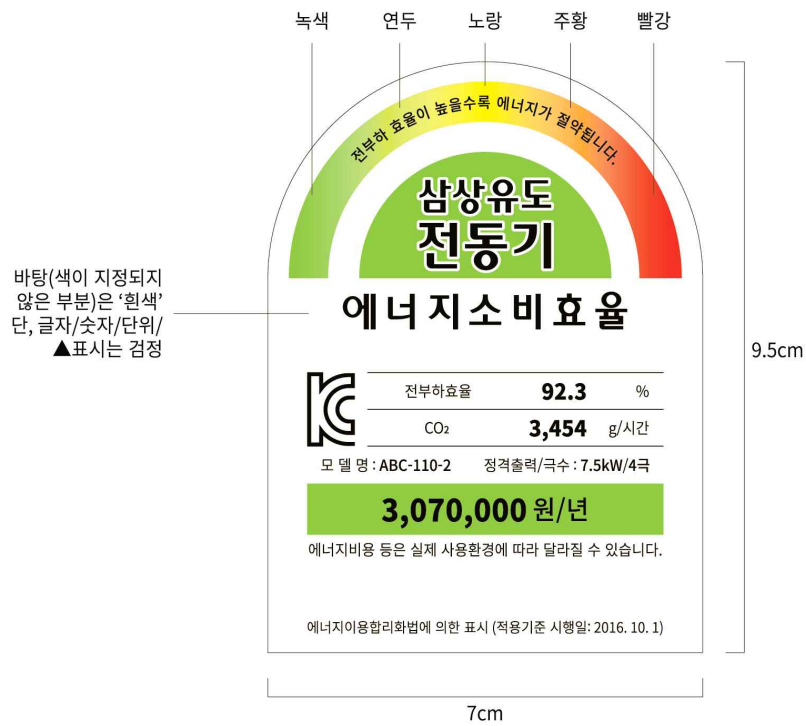 녹색 연두 노랑 주황 빨강
전부하 효율이 높을수록 에너지가 절약됩니다.
삼상유도
전동기
에너지소비효율
바탕(색이 지정되지
않은 부분)은 ‘흰색’
단, 글자/숫자/단위/
▲표시는 검정
9.5cm
전부하효율 92.3 %
CO₂ 3,454 g/시간
모 델 명 : ABC-110-2 정격출력/극수 : 7.5kW/4극
3,070,000 원/년
에너지비용 등은 실제 사용환경에 따라 달라질 수 있습니다.
에너지이용합리화법에 의한 표시 (적용기준 시행일: 2016. 10. 1)
7cm